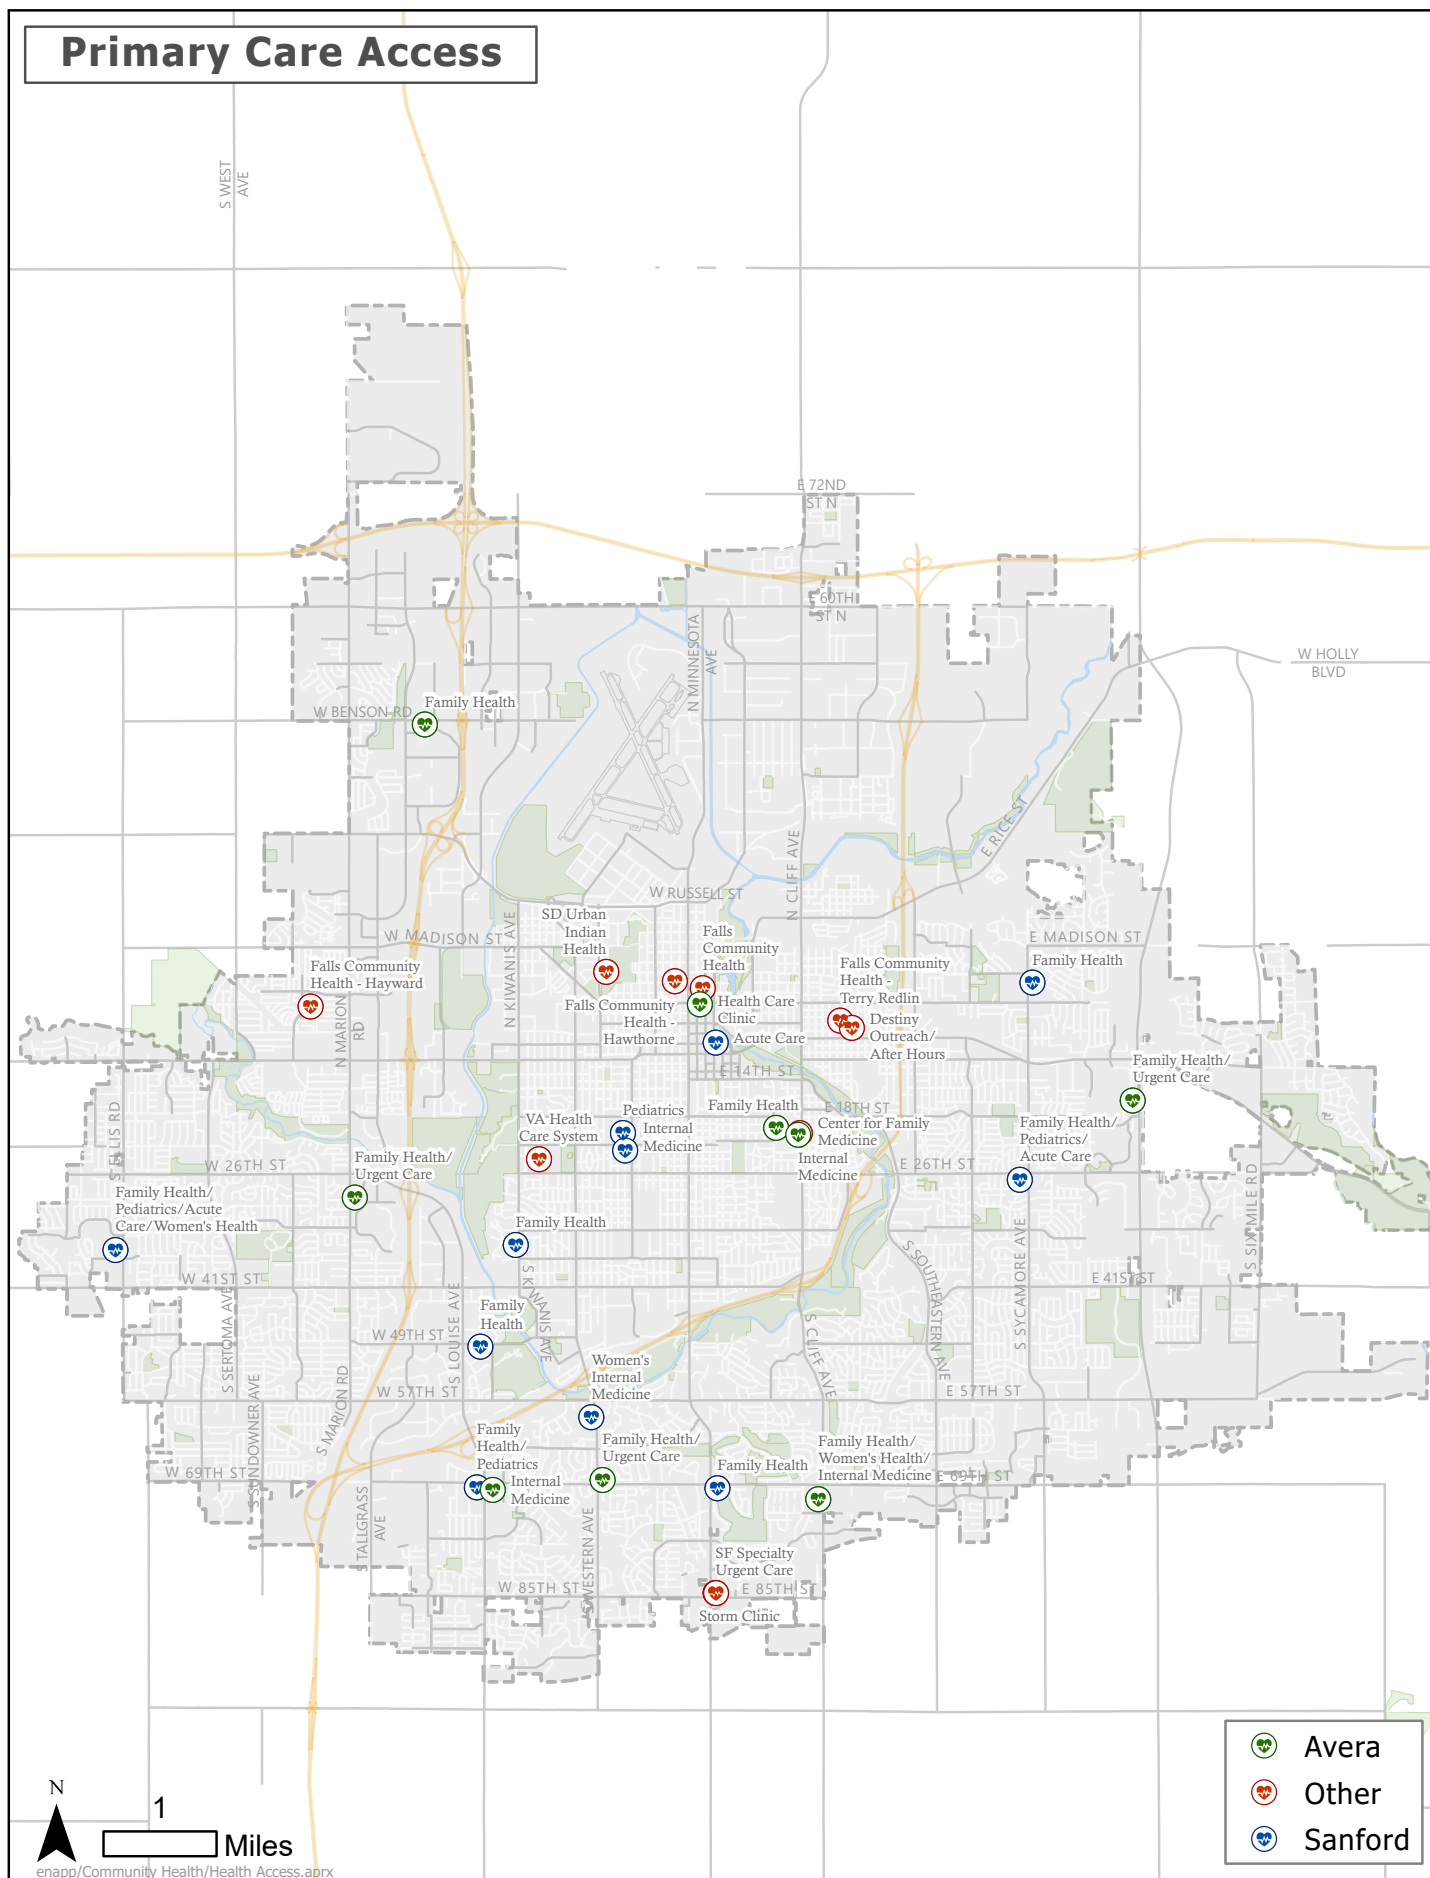 Primary Care Access
S WEST
AVE
E 72ND
ST N
E 60TH
ST N
N MINNESOTA
AVE
W HOLLY
BLVD
Family Health
W BENSON RD
E RICE ST
N CLIFF AVE
W RUSSELL ST
SD Urban
Indian
Health
N KIWANIS AVE
W MADISON ST
Falls
Community
Health
E MADISON ST
Family Health
Falls Community
Health - Hayward
Falls Community
Health -
Terry Redlin
Falls Community
Health -
Hawthorne
Health Care
Clinic
Acute Care
Destiny
Outreach/
After Hours
N MARION
RD
E 14TH ST
Family Health/
Urgent Care
S ELLIS RD
VA Health
Care System
Pediatrics
Internal
Medicine
Family Health
E 18TH ST
Center for Family
Medicine
Internal
Medicine
Family Health/
Pediatrics/
Acute Care
W 26TH ST
Family Health/
Urgent Care
E 26TH ST
Family Health/
Pediatrics/Acute
Care/Women's Health
Family Health
S SIX MILE RD
W 41ST ST
S KIWANIS AVE
S SOUTHEASTERN AVE
S SYCAMORE AVE
E 41ST ST
S SERTOMA AVE
W 49TH ST
S LOUISE AVE
Family
Health
S CLIFF AVE
Women's
Internal
Medicine
S SUNDOWNER AVE
S MARION RD
W 57TH ST
E 57TH ST
Family
Health/
Pediatrics
Internal
Medicine
Family Health/
Urgent Care
Family Health
Family Health/
Women's Health/
Internal Medicine
W 69TH ST
E 69TH ST
S TALLGRASS
AVE
S WESTERN AVE
SF Specialty
Urgent Care
W 85TH ST
E 85TH ST
Storm Clinic
Avera
Other
Sanford
N
1
Miles
enapp/Community Health/Health Access.aprx